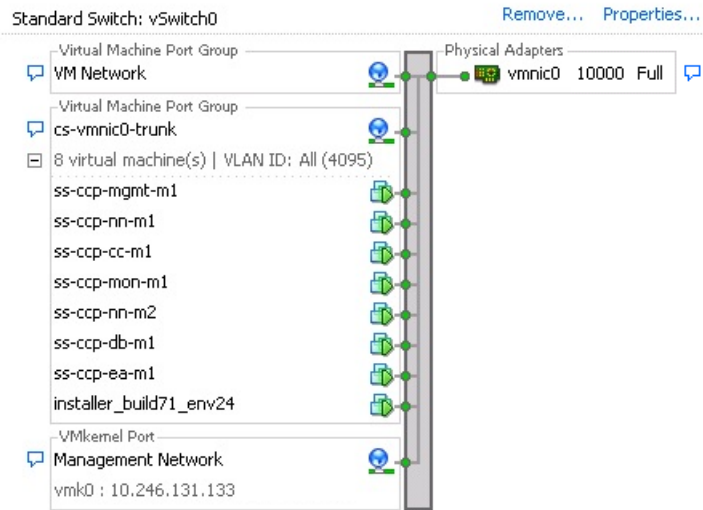 Standard Switch: vSwitch0 Remove... Properties...
Virtual Machine Port Group
VM Network
Physical Adapters
vmnic0 10000 Full
Virtual Machine Port Group
cs-vmnic0-trunk
8 virtual machine(s) | VLAN ID: All (4095)
ss-ccp-mgmt-m1
ss-ccp-nn-m1
ss-ccp-cc-m1
ss-ccp-mon-m1
ss-ccp-nn-m2
ss-ccp-db-m1
ss-ccp-ea-m1
installer_build71_env24
VMkernel Port
Management Network
vmk0 : 10.246.131.133